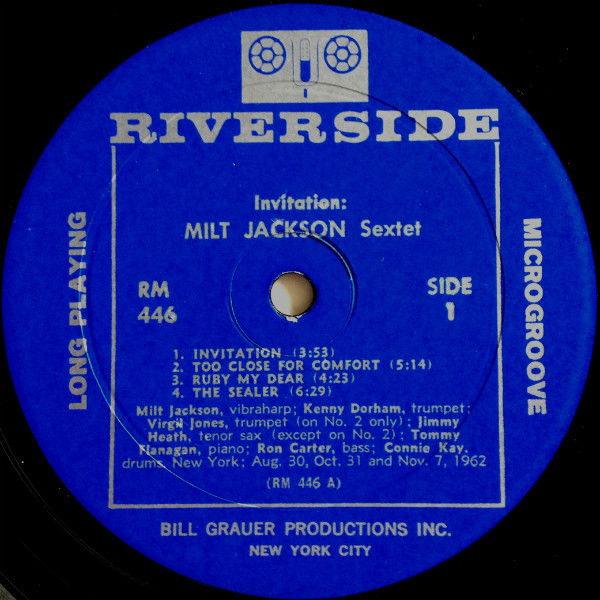 RIVERSIDE
Invitation:
MILT JACKSON Sextet
RM
446
SIDE
1
LONG PLAYING
MICROGROOVE
1. INVITATION (3:53)
2. TOO CLOSE FOR COMFORT (5:14)
3. RUBY MY DEAR (4:23)
4. THE SEALER (6:29)
Milt Jackson, vibraharp; Kenny Dorham, trumpet;
Virgil Jones, trumpet (on No. 2 only); Jimmy
Heath, tenor sax (except on No. 2); Tommy
Flanagan, piano; Ron Carter, bass; Connie Kay,
drums. New York; Aug. 30, Oct. 31 and Nov. 7, 1962
(RM 446 A)
BILL GRAUER PRODUCTIONS INC.
NEW YORK CITY